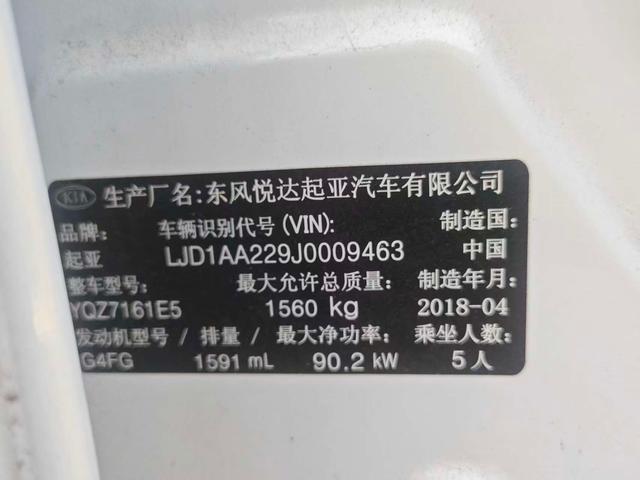 KIA 生产厂名:东风悦达起亚汽车有限公司
品牌: 车辆识别代号(VIN): 制造国:
起亚 LJD1AA229J0009463 中国
整车型号: 最大允许总质量: 制造年月:
YQZ7161E5 1560 kg 2018-04
发动机型号 / 排量 / 最大净功率: 乘坐人数:
G4FG 1591 mL 90.2 kW 5人